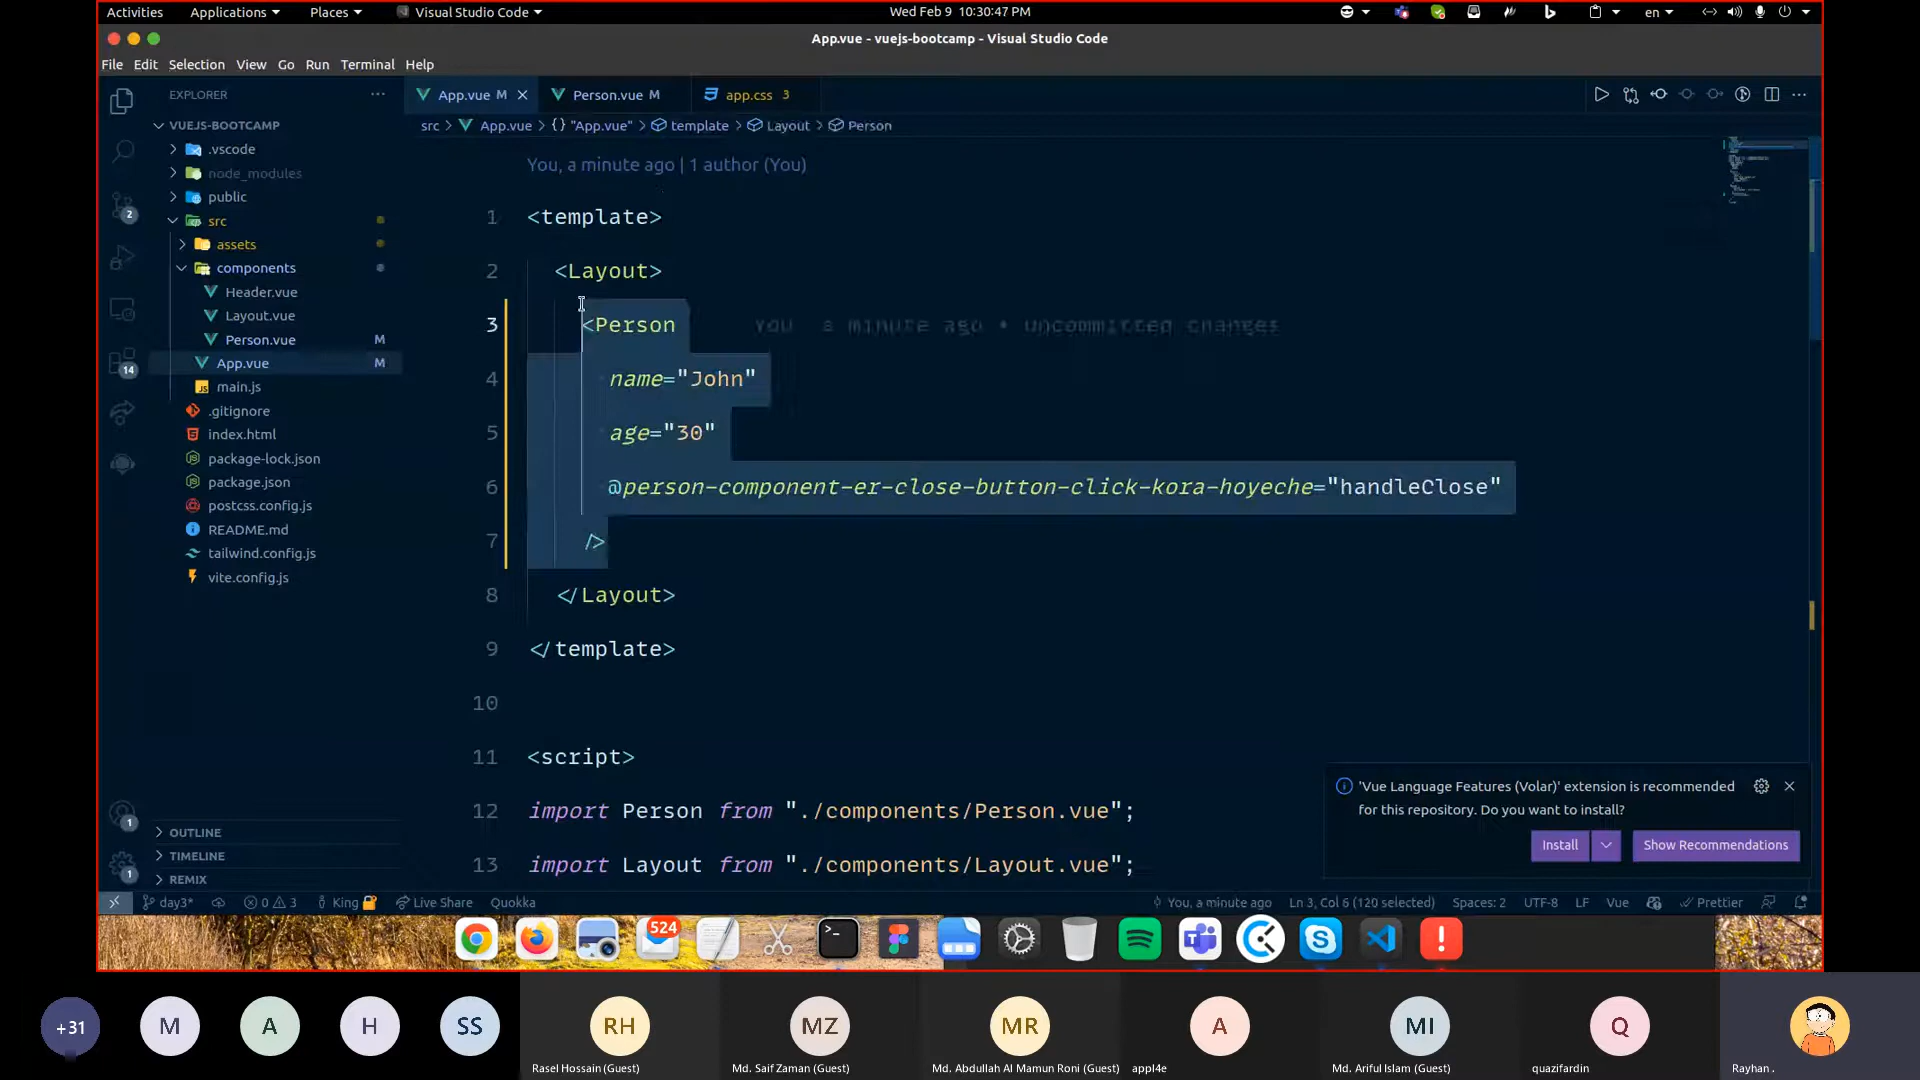 Activities Applications Places Visual Studio Code Wed Feb 9 10:30:47 PM en
App.vue - vuejs-bootcamp - Visual Studio Code
File Edit Selection View Go Run Terminal Help
EXPLORER
App.vue M Person.vue M app.css 3
src > App.vue > {} "App.vue" > template > Layout > Person
VUEJS-BOOTCAMP
.vscode
node_modules
public
src
assets
components
Header.vue
Layout.vue
Person.vue M
App.vue M
main.js
.gitignore
index.html
package-lock.json
package.json
postcss.config.js
README.md
tailwind.config.js
vite.config.js
OUTLINE
TIMELINE
REMIX
2
14
1
1
You, a minute ago | 1 author (You)
1 <template>
2 <Layout>
3 <Person You a minute ago • uncommitted changes
4 name="John"
5 age="30"
6 @person-component-er-close-button-click-kora-hoyeche="handleClose"
7 />
8 </Layout>
9 </template>
10
11 <script>
12 import Person from "./components/Person.vue";
13 import Layout from "./components/Layout.vue";
'Vue Language Features (Volar)' extension is recommended
for this repository. Do you want to install?
Install Show Recommendations
day3* 0 3 King Live Share Quokka You, a minute ago Ln 3, Col 6 (120 selected) Spaces: 2 UTF-8 LF Vue Prettier
524
+31 M A H SS RH MZ MR A MI Q
Rasel Hossain (Guest) Md. Saif Zaman (Guest) Md. Abdullah Al Mamun Roni (Guest) appl4e Md. Ariful Islam (Guest) quazifardin Rayhan .